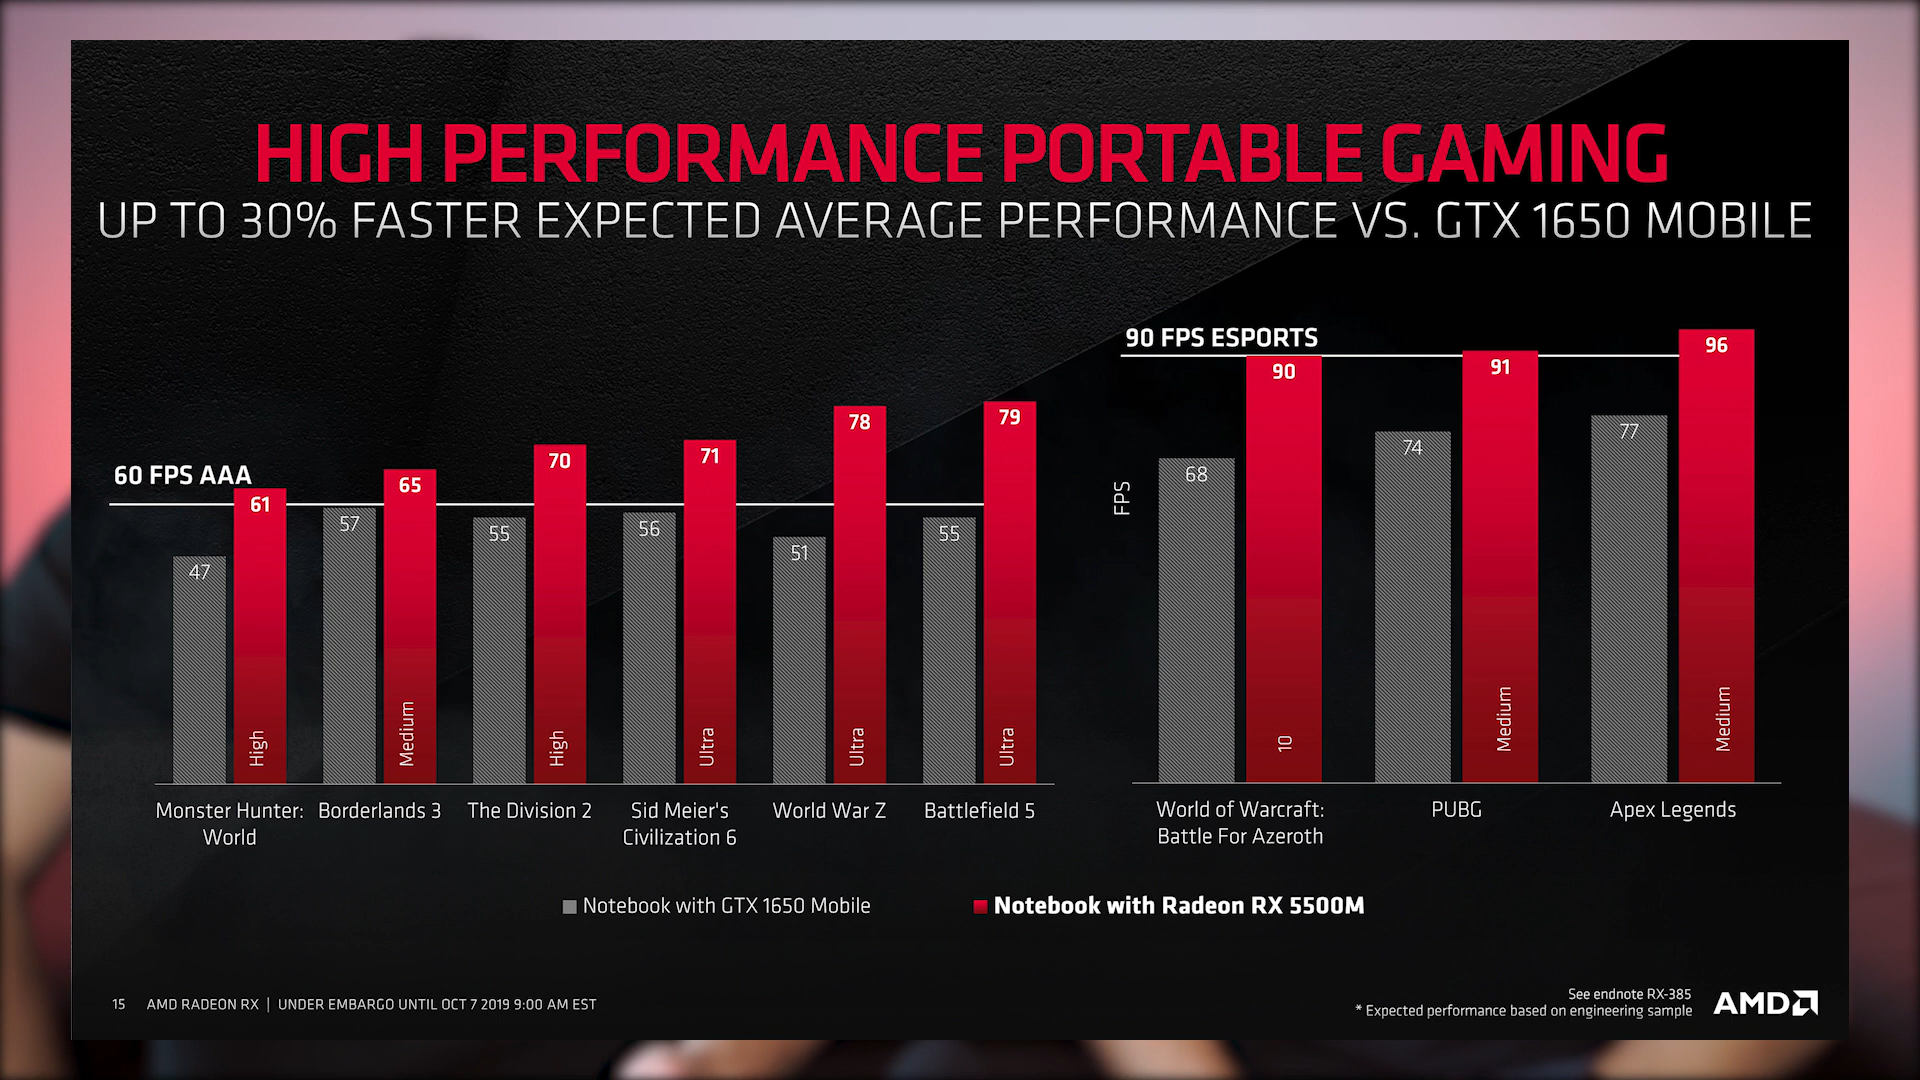 HIGH PERFORMANCE PORTABLE GAMING
UP TO 30% FASTER EXPECTED AVERAGE PERFORMANCE VS. GTX 1650 MOBILE
60 FPS AAA
47
61
57
65
55
70
56
71
51
78
55
79
High
Medium
High
Ultra
Ultra
Ultra
Monster Hunter:
World
Borderlands 3
The Division 2
Sid Meier's
Civilization 6
World War Z
Battlefield 5
90 FPS ESPORTS
FPS
68
90
74
91
77
96
10
Medium
Medium
World of Warcraft:
Battle For Azeroth
PUBG
Apex Legends
Notebook with GTX 1650 Mobile
Notebook with Radeon RX 5500M
15 AMD RADEON RX | UNDER EMBARGO UNTIL OCT 7 2019 9:00 AM EST
See endnote RX-385
* Expected performance based on engineering sample
AMD